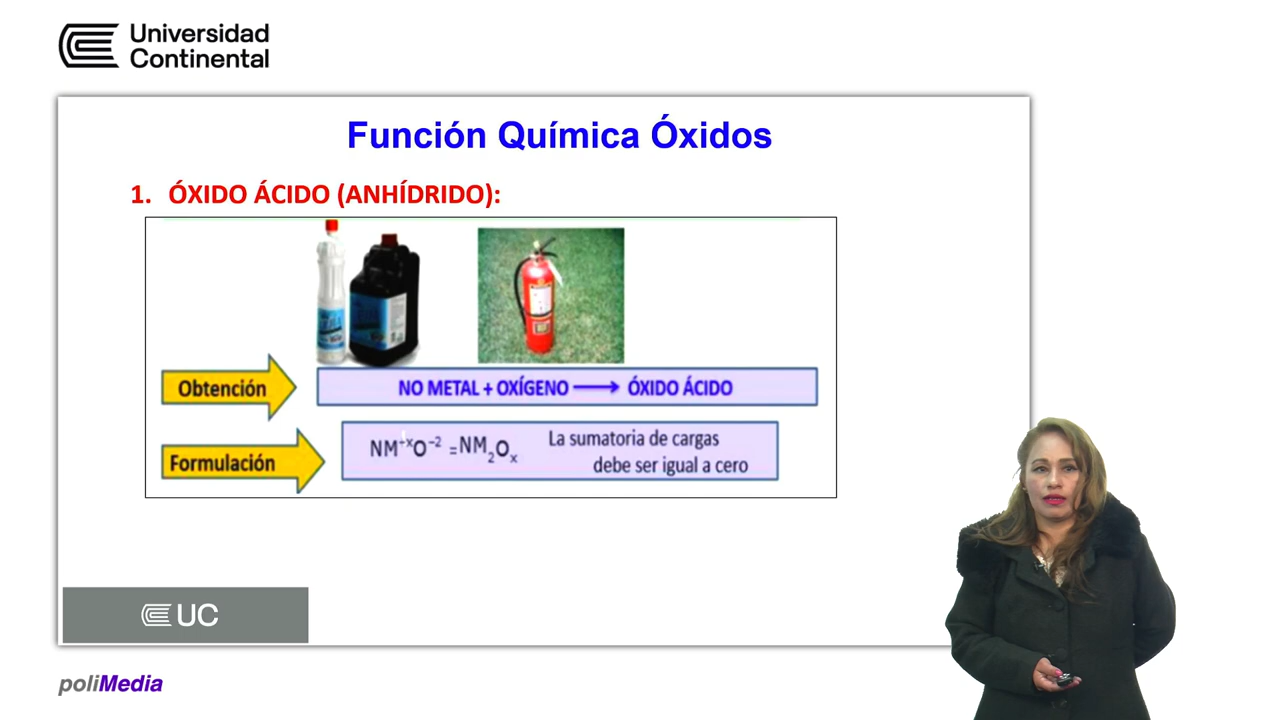 Universidad
Continental
Función Química Óxidos
1. ÓXIDO ÁCIDO (ANHÍDRIDO):
Obtención
NO METAL + OXÍGENO ⟶ ÓXIDO ÁCIDO
Formulación
NM⁺ˣO⁻² = NM₂Oₓ
La sumatoria de cargas
debe ser igual a cero
UC
poliMedia